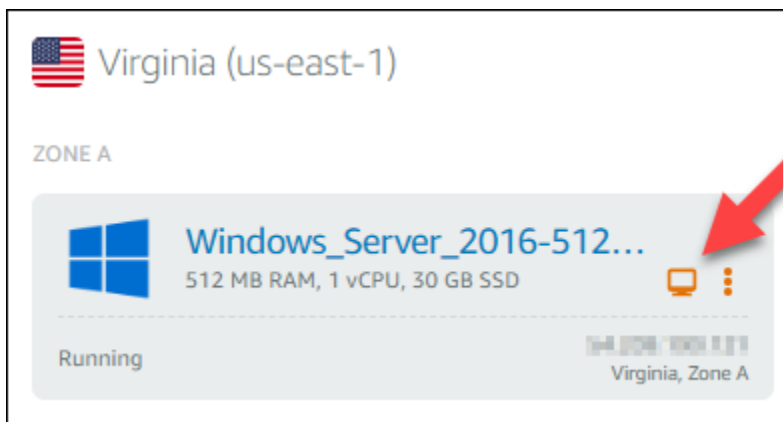 Virginia (us-east-1)
ZONE A
Windows_Server_2016-512...
512 MB RAM, 1 vCPU, 30 GB SSD
Running
Virginia, Zone A